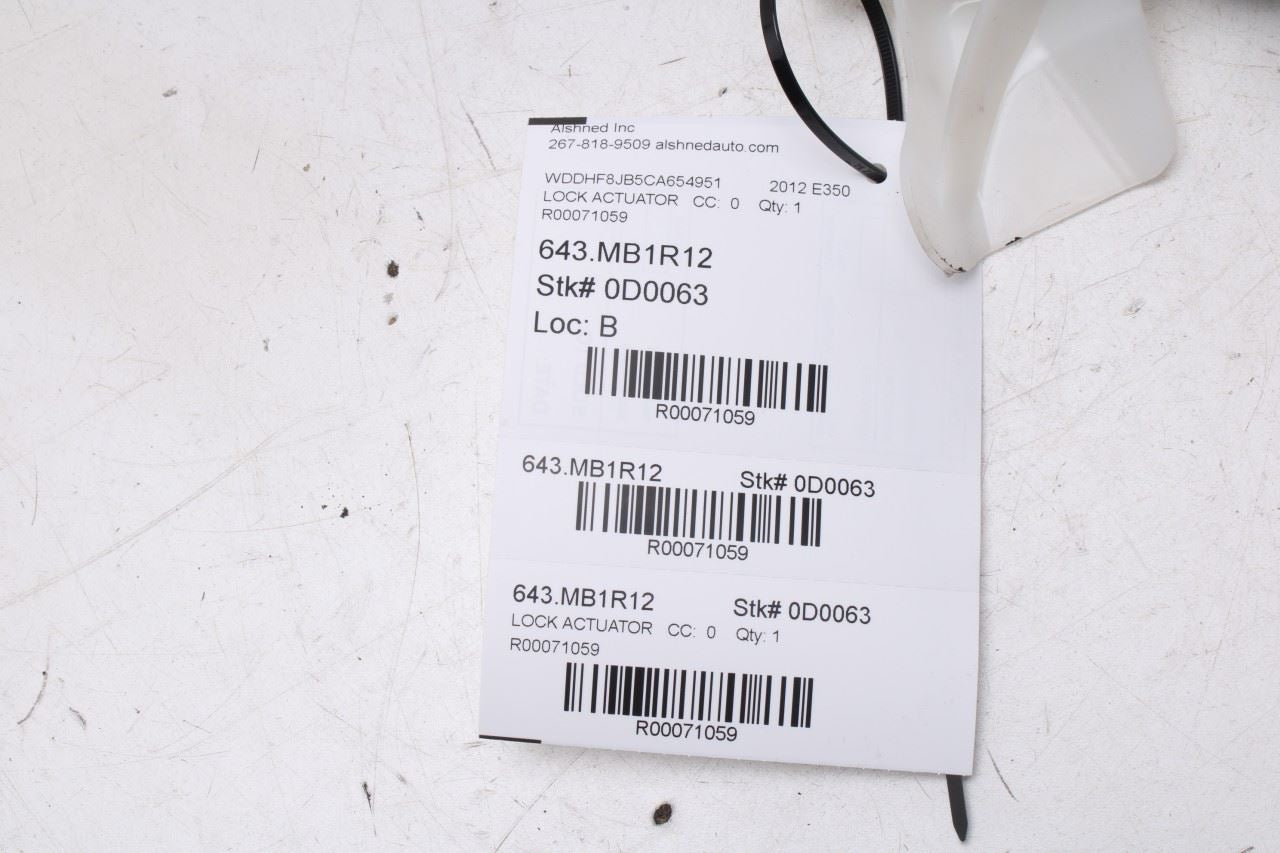 Alshned Inc
267-818-9509 alshnedauto.com
WDDHF8JB5CA654951 2012 E350
LOCK ACTUATOR CC: 0 Qty: 1
R00071059
643.MB1R12
Stk# 0D0063
Loc: B
R00071059
643.MB1R12 Stk# 0D0063
R00071059
643.MB1R12 Stk# 0D0063
LOCK ACTUATOR CC: 0 Qty: 1
R00071059
R00071059